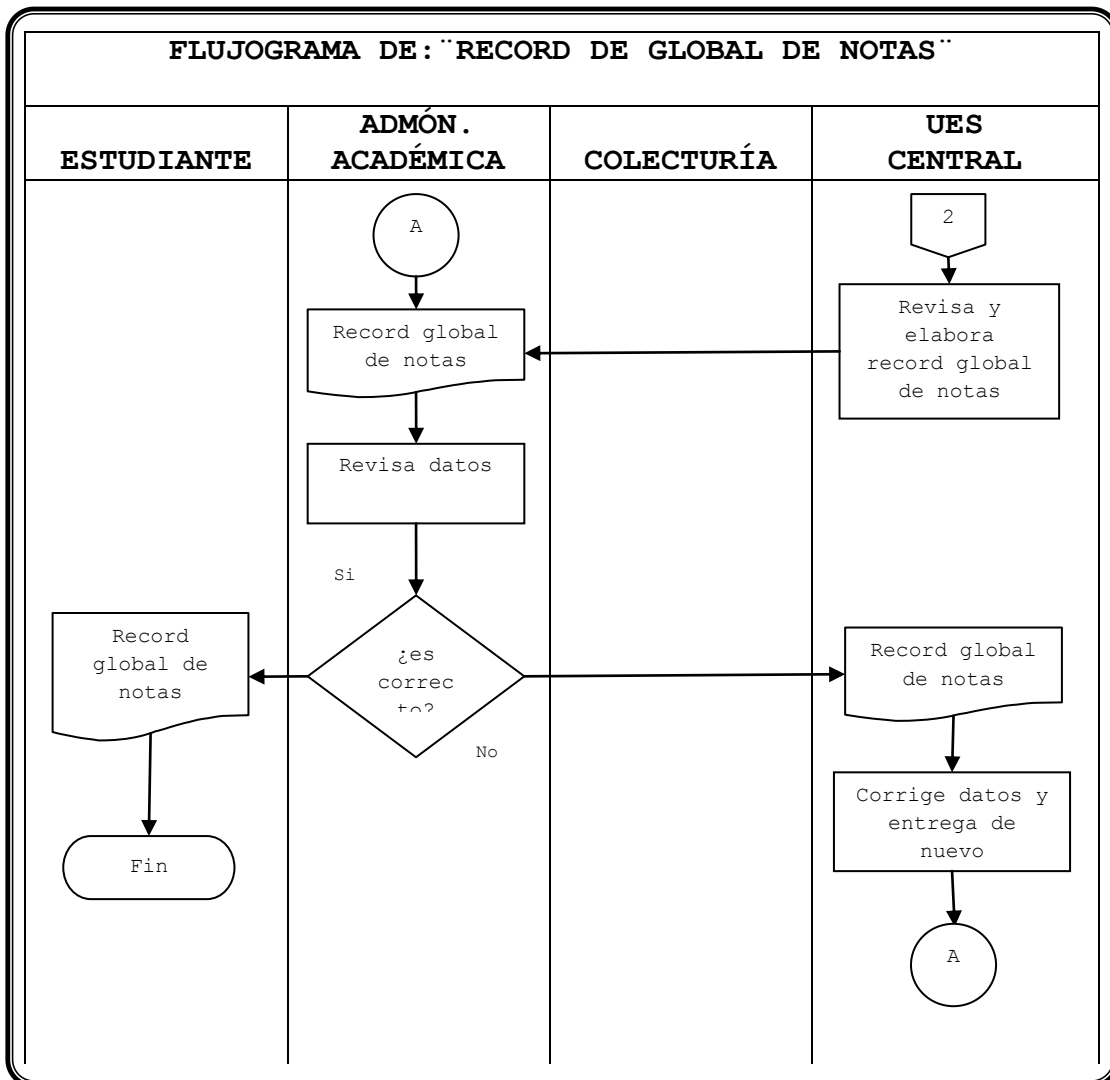 FLUJOGRAMA DE:¨RECORD DE GLOBAL DE NOTAS¨
ESTUDIANTE
ADMÓN.
ACADÉMICA
COLECTURÍA
UES
CENTRAL
A
2
Record global
de notas
Revisa y
elabora
record global
de notas
Revisa datos
Si
Record
global de
notas
¿es
correc
to?
No
Record global
de notas
Corrige datos y
entrega de
nuevo
Fin
A